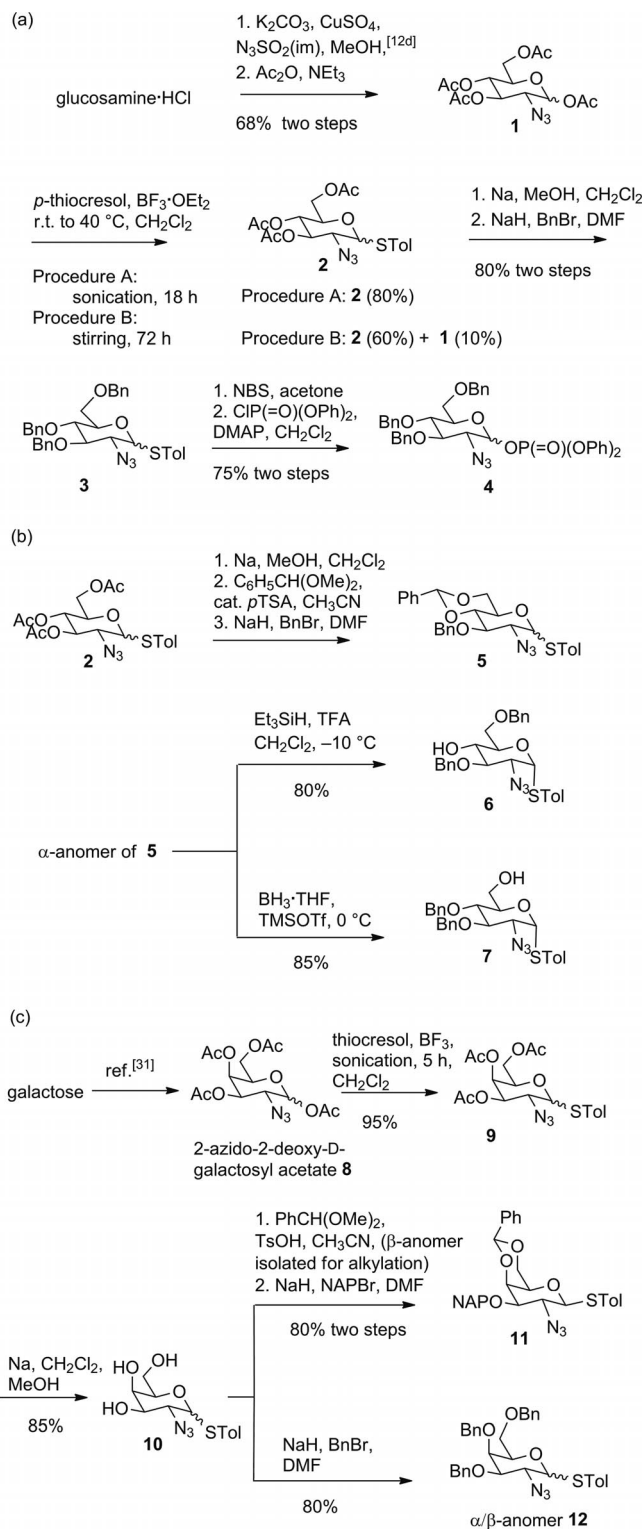 (a)
1. K2CO3, CuSO4,
N3SO2(im), MeOH,[12d]
2. Ac2O, NEt3
glucosamine·HCl
68% two steps
OAc
AcO
AcO
O
N3
OAc
1
p-thiocresol, BF3·OEt2
r.t. to 40 °C, CH2Cl2
Procedure A:
sonication, 18 h
Procedure B:
stirring, 72 h
OAc
AcO
AcO
O
N3
STol
2
Procedure A: 2 (80%)
Procedure B: 2 (60%) + 1 (10%)
1. Na, MeOH, CH2Cl2
2. NaH, BnBr, DMF
80% two steps
OBn
BnO
BnO
O
N3
STol
3
1. NBS, acetone
2. ClP(=O)(OPh)2,
DMAP, CH2Cl2
75% two steps
OBn
BnO
BnO
O
N3
OP(=O)(OPh)2
4
(b)
OAc
AcO
AcO
O
N3
STol
2
1. Na, MeOH, CH2Cl2
2. C6H5CH(OMe)2,
cat. pTSA, CH3CN
3. NaH, BnBr, DMF
Ph
O
O
BnO
O
N3
STol
5
α-anomer of 5
Et3SiH, TFA
CH2Cl2, –10 °C
80%
OBn
HO
BnO
O
N3
STol
6
BH3·THF,
TMSOTf, 0 °C
85%
OH
BnO
BnO
O
N3
STol
7
(c)
galactose
ref.[31]
AcO
OAc
AcO
O
N3
OAc
2-azido-2-deoxy-D-
galactosyl acetate 8
thiocresol, BF3,
sonication, 5 h,
CH2Cl2
95%
AcO
OAc
AcO
O
N3
STol
9
Na, CH2Cl2,
MeOH
85%
HO
OH
HO
O
N3
STol
10
1. PhCH(OMe)2,
TsOH, CH3CN, (β-anomer
isolated for alkylation)
2. NaH, NAPBr, DMF
80% two steps
Ph
O
O
NAPO
O
N3
STol
11
NaH, BnBr,
DMF
80%
BnO
OBn
BnO
O
N3
STol
α/β-anomer 12